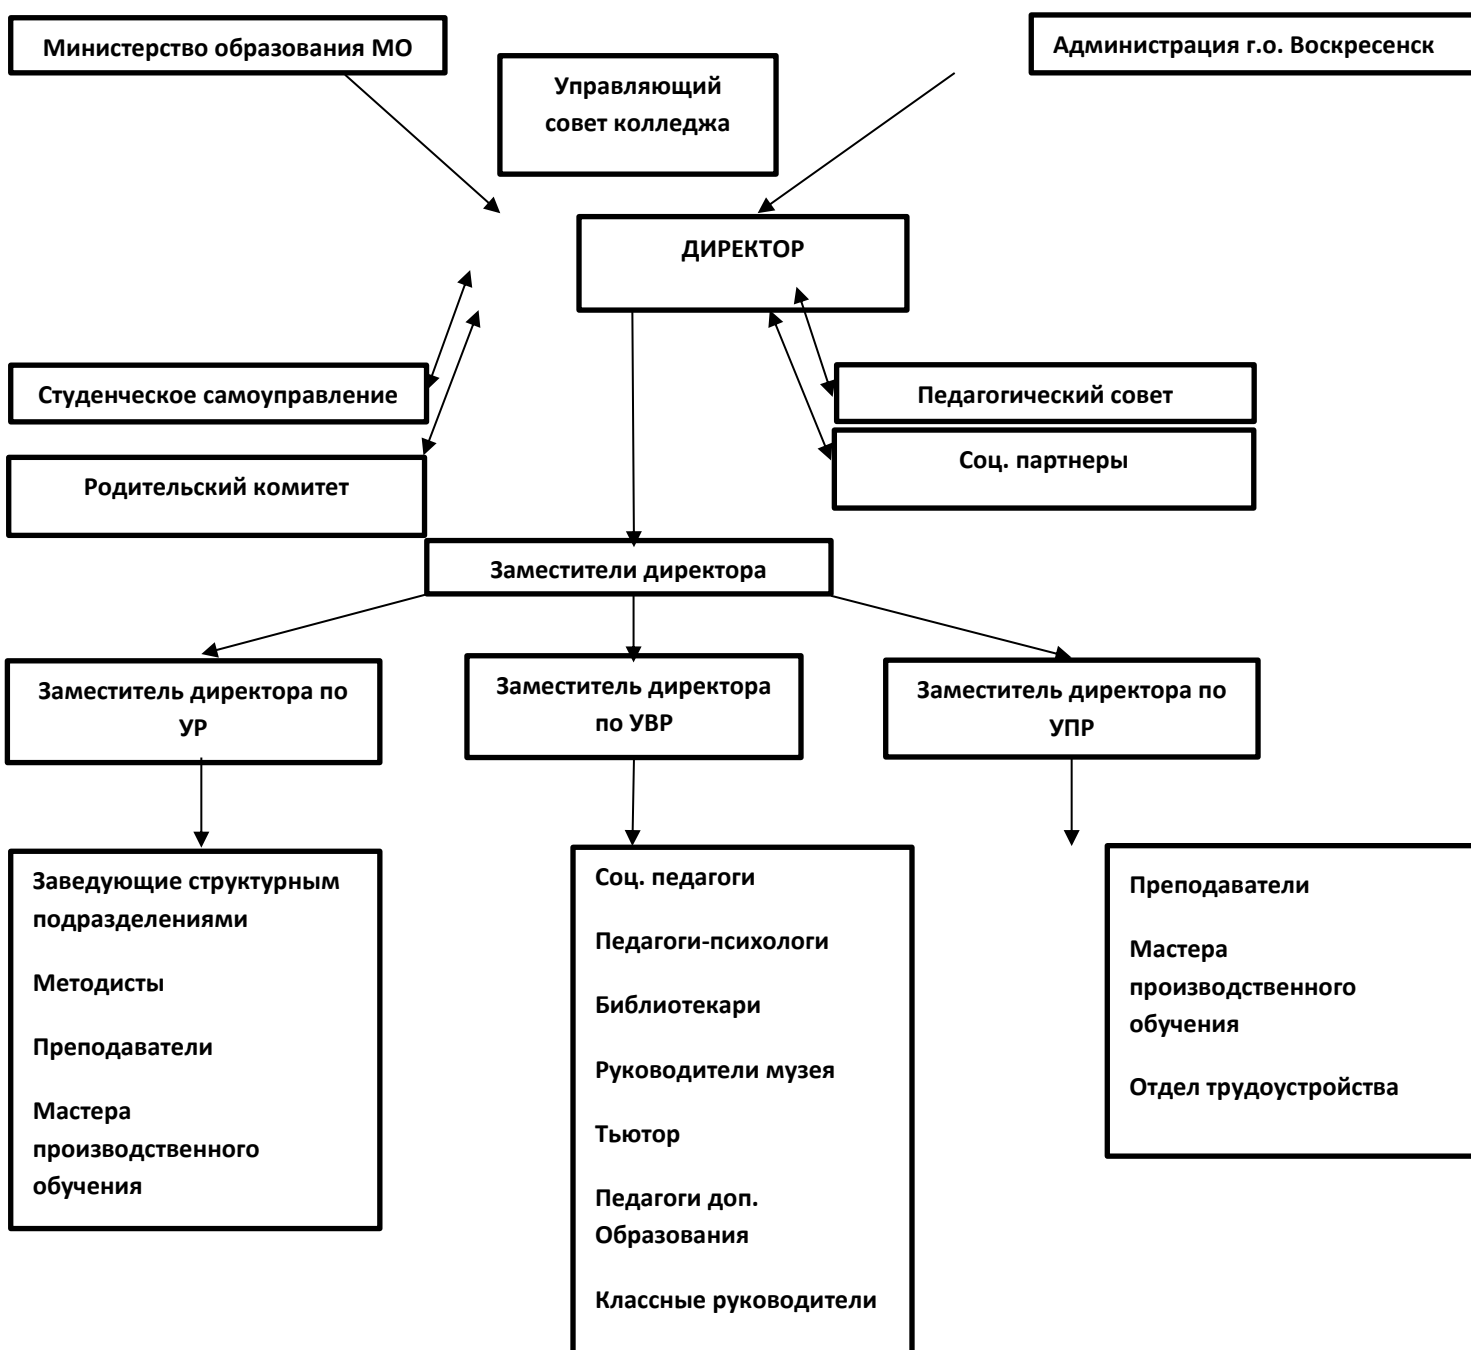 Министерство образования МО
Администрация г.о. Воскресенск
Управляющий
совет колледжа
ДИРЕКТОР
Студенческое самоуправление
Педагогический совет
Родительский комитет
Соц. партнеры
Заместители директора
Заместитель директора по
УР
Заместитель директора
по УВР
Заместитель директора по
УПР
Заведующие структурным
подразделениями
Методисты
Преподаватели
Мастера
производственного
обучения
Соц. педагоги
Педагоги-психологи
Библиотекари
Руководители музея
Тьютор
Педагоги доп.
Образования
Классные руководители
Преподаватели
Мастера
производственного
обучения
Отдел трудоустройства